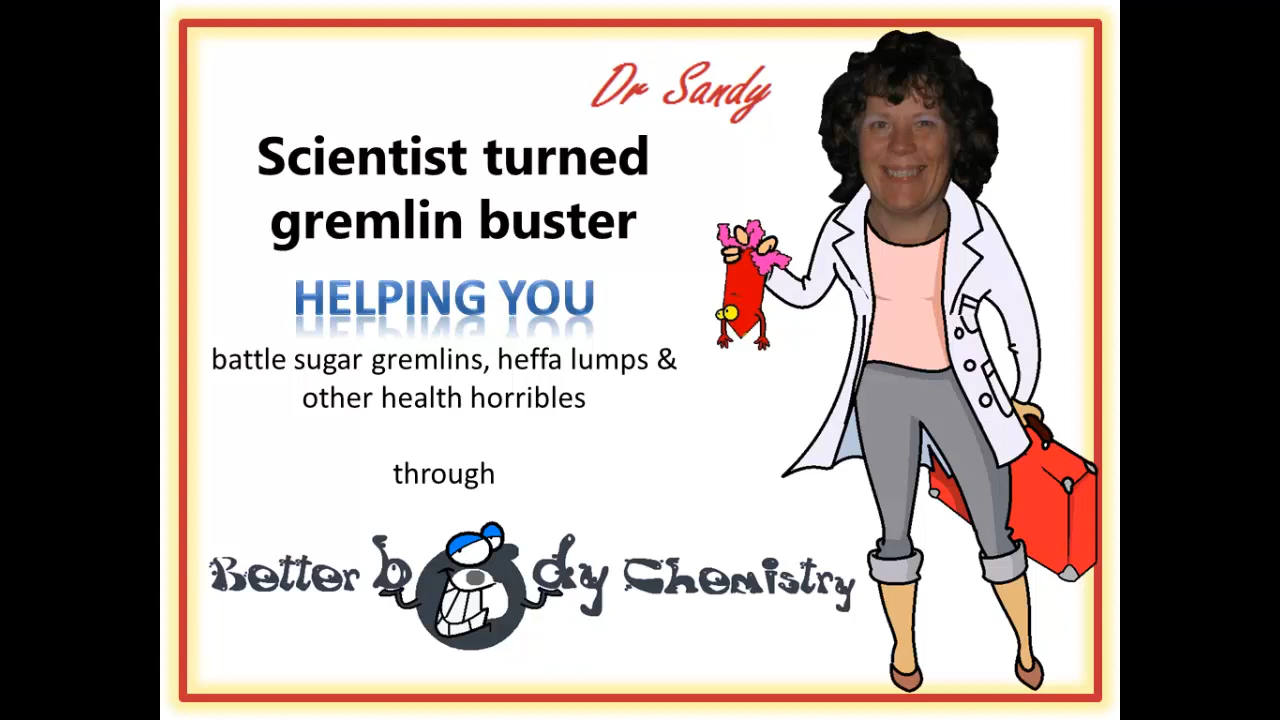 Dr Sandy
Scientist turned
gremlin buster
HELPING YOU
battle sugar gremlins, heffa lumps &
other health horribles
through
Better body Chemistry